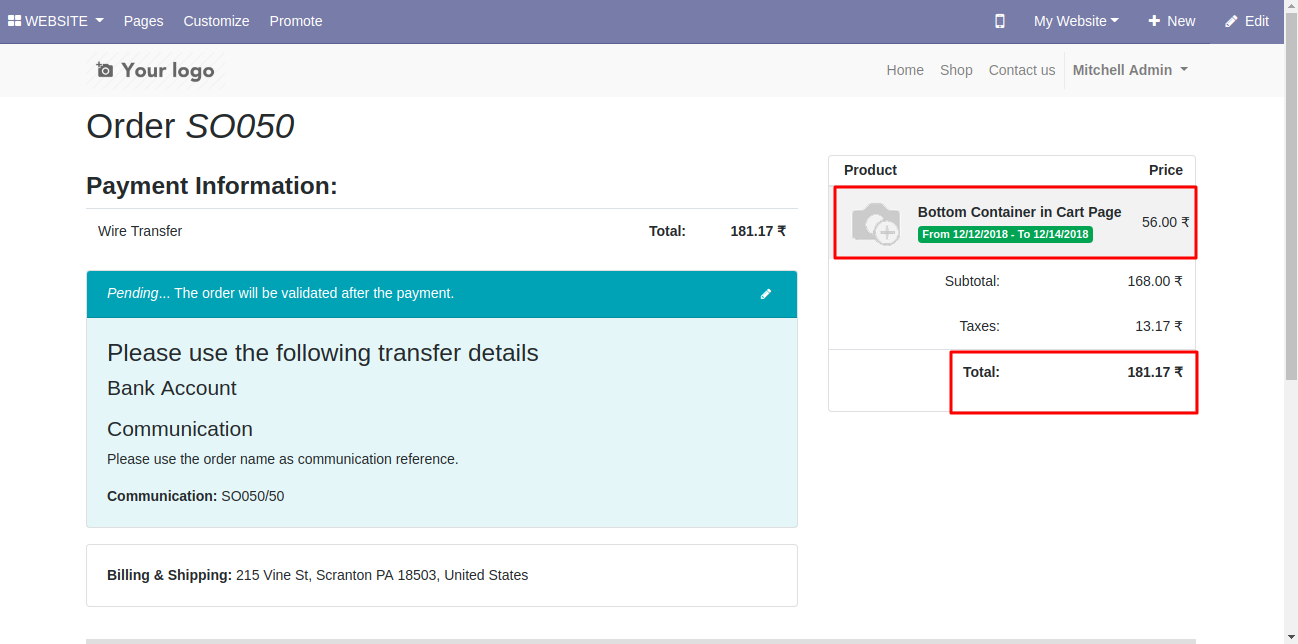 WEBSITE Pages Customize Promote My Website New Edit
Your logo Home Shop Contact us Mitchell Admin
Order SO050
Payment Information:
Wire Transfer Total: 181.17 ₹
Pending... The order will be validated after the payment.
Please use the following transfer details
Bank Account
Communication
Please use the order name as communication reference.
Communication: SO050/50
Billing & Shipping: 215 Vine St, Scranton PA 18503, United States
Product Price
Bottom Container in Cart Page 56.00 ₹
From 12/12/2018 - To 12/14/2018
Subtotal: 168.00 ₹
Taxes: 13.17 ₹
Total: 181.17 ₹